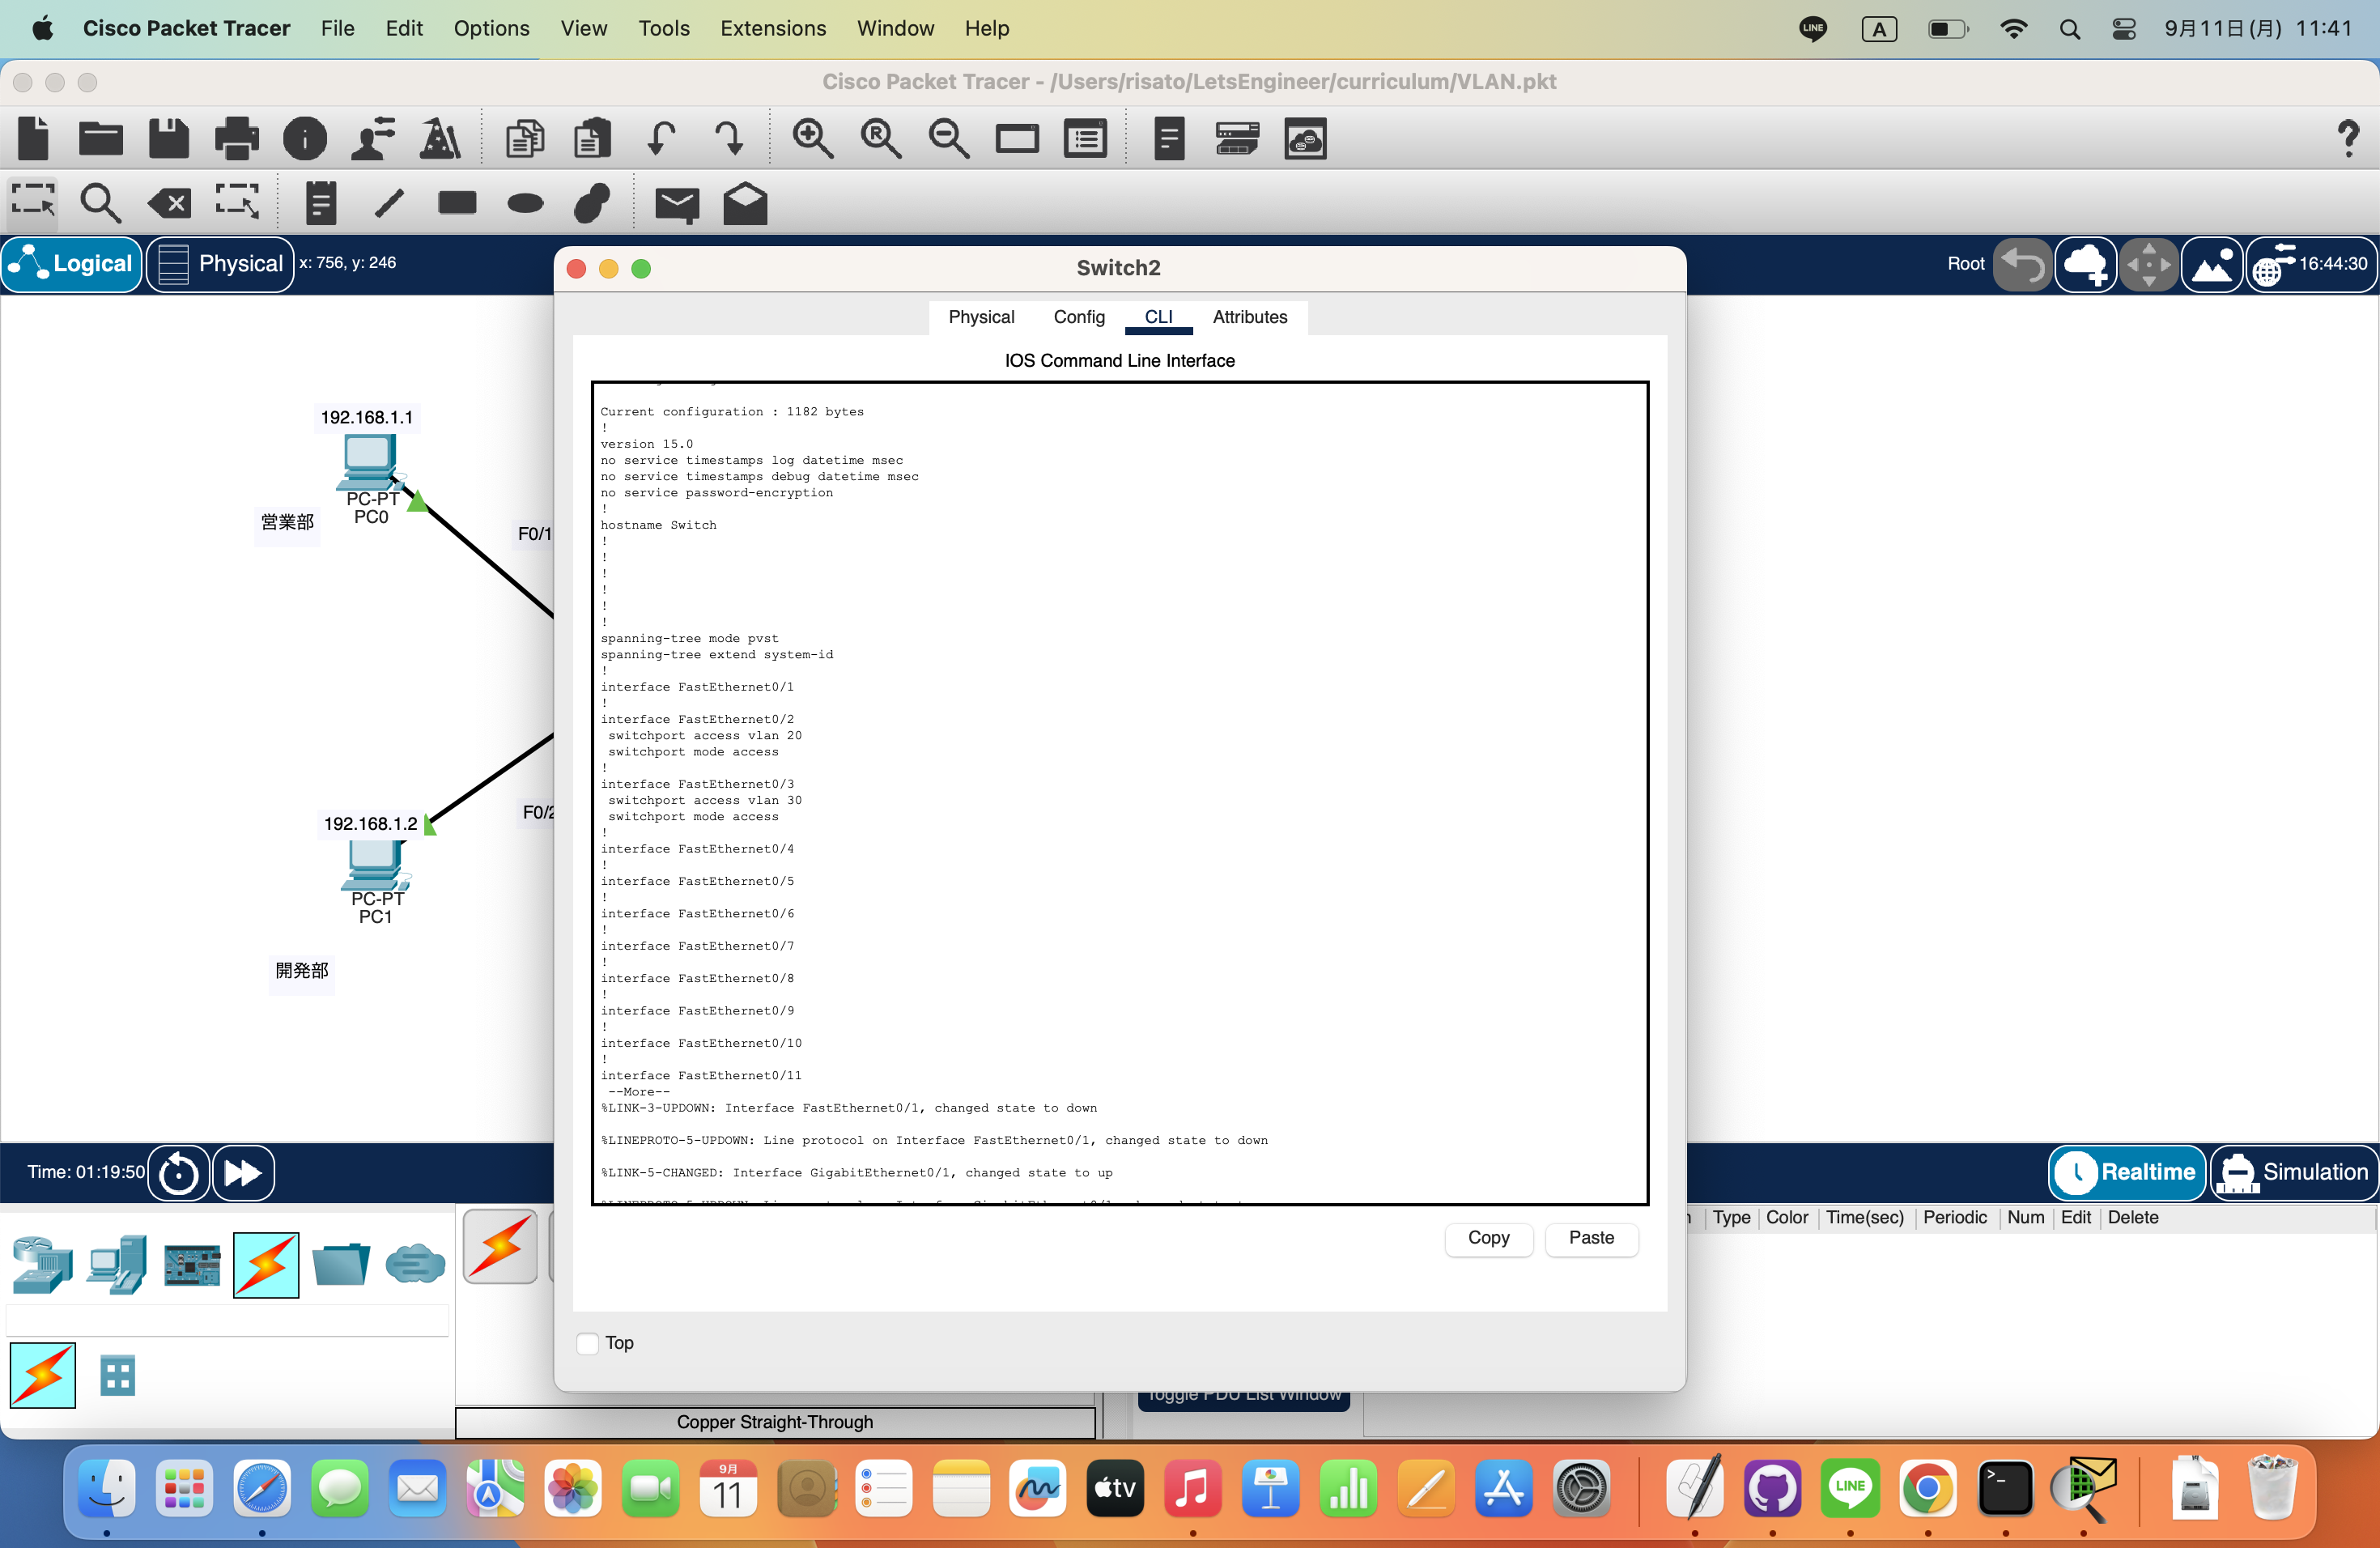 Cisco Packet Tracer File Edit Options View Tools Extensions Window Help
LINE A 9月11日(月) 11:41
Cisco Packet Tracer - /Users/risato/LetsEngineer/curriculum/VLAN.pkt
Logical Physical x: 756, y: 246
Root 16:44:30
192.168.1.1
PC-PT
PC0
営業部
F0/1
192.168.1.2
F0/2
PC-PT
PC1
開発部
Switch2
Physical Config CLI Attributes
IOS Command Line Interface
Current configuration : 1182 bytes
!
version 15.0
no service timestamps log datetime msec
no service timestamps debug datetime msec
no service password-encryption
!
hostname Switch
!
!
!
!
!
!
spanning-tree mode pvst
spanning-tree extend system-id
!
interface FastEthernet0/1
!
interface FastEthernet0/2
switchport access vlan 20
switchport mode access
!
interface FastEthernet0/3
switchport access vlan 30
switchport mode access
!
interface FastEthernet0/4
!
interface FastEthernet0/5
!
interface FastEthernet0/6
!
interface FastEthernet0/7
!
interface FastEthernet0/8
!
interface FastEthernet0/9
!
interface FastEthernet0/10
!
interface FastEthernet0/11
--More--
%LINK-3-UPDOWN: Interface FastEthernet0/1, changed state to down
%LINEPROTO-5-UPDOWN: Line protocol on Interface FastEthernet0/1, changed state to down
%LINK-5-CHANGED: Interface GigabitEthernet0/1, changed state to up
Copy Paste
Top
Time: 01:19:50
Realtime Simulation
Type Color Time(sec) Periodic Num Edit Delete
Toggle PDU List Window
Copper Straight-Through
9月
11
tv
LINE